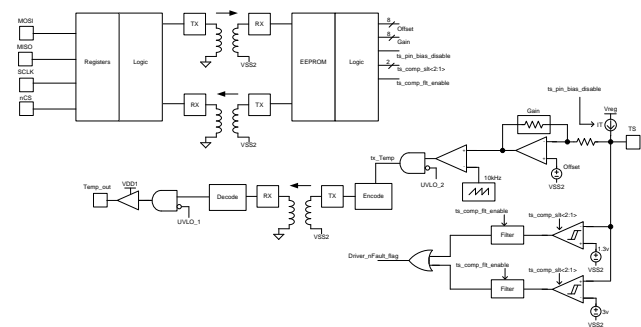 MOSI
MISO
SCLK
nCS
Registers
Logic
TX
RX
VSS2
RX
TX
VSS2
EEPROM
Logic
8
Offset
8
Gain
ts_pin_bias_disable
2
ts_comp_slt<2:1>
ts_comp_flt_enable
ts_pin_bias_disable
Vreg
IT
TS
Gain
Offset
VSS2
10kHz
UVLO_2
tx_Temp
Encode
TX
RX
VSS2
Decode
UVLO_1
VDD1
Temp_out
ts_comp_flt_enable
ts_comp_slt<2:1>
Filter
1.3v
VSS2
Driver_nFault_flag
ts_comp_flt_enable
ts_comp_slt<2:1>
Filter
3v
VSS2